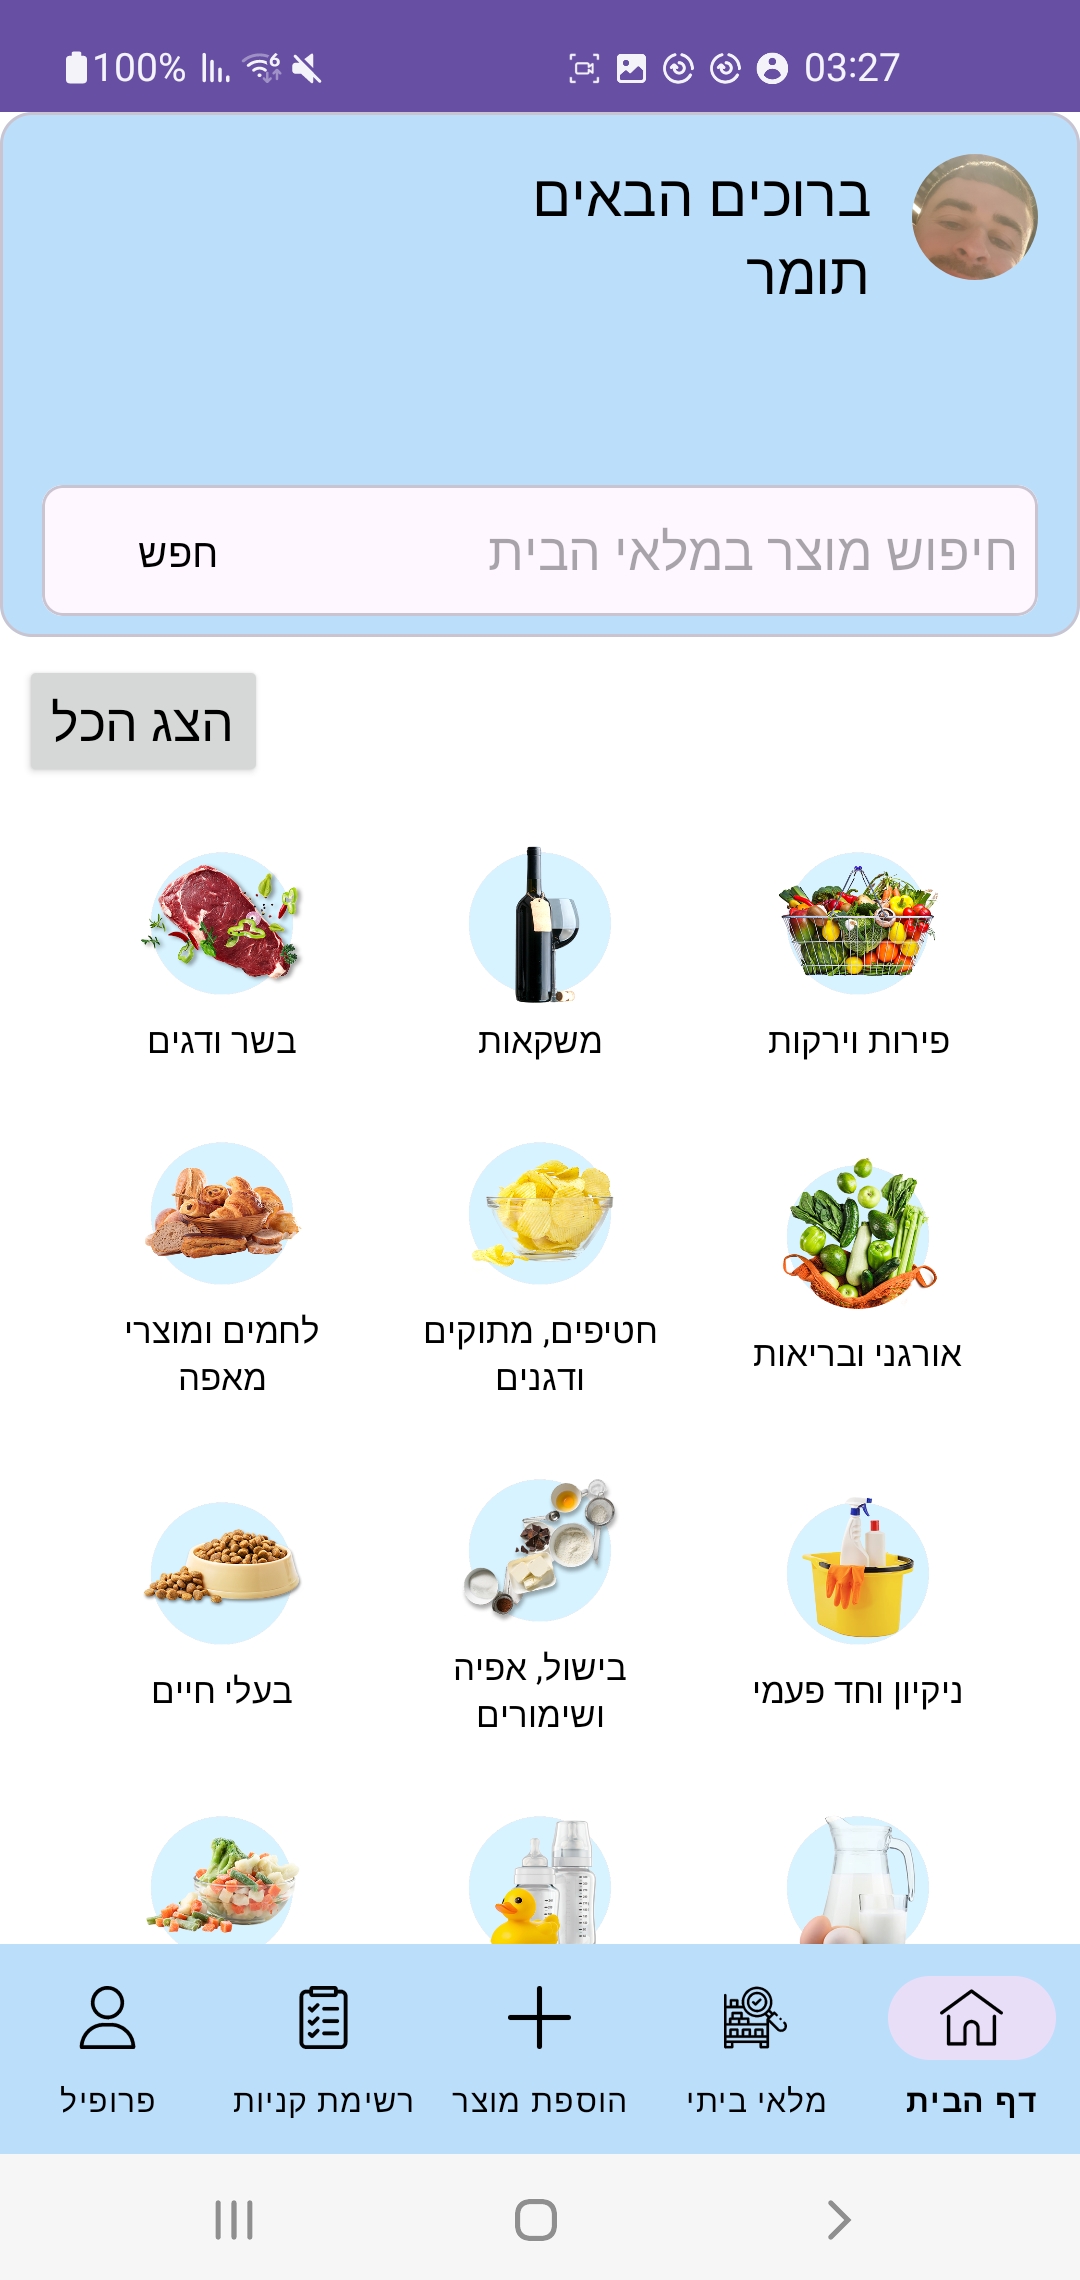 100% 03:27
ברוכים הבאים
תומר
חיפוש מוצר במלאי הבית
חפש
הצג הכל
פירות וירקות
משקאות
בשר ודגים
אורגני ובריאות
חטיפים, מתוקים
ודגנים
לחמים ומוצרי
מאפה
ניקיון וחד פעמי
בישול, אפיה
ושימורים
בעלי חיים
דף הבית
מלאי ביתי
הוספת מוצר
רשימת קניות
פרופיל